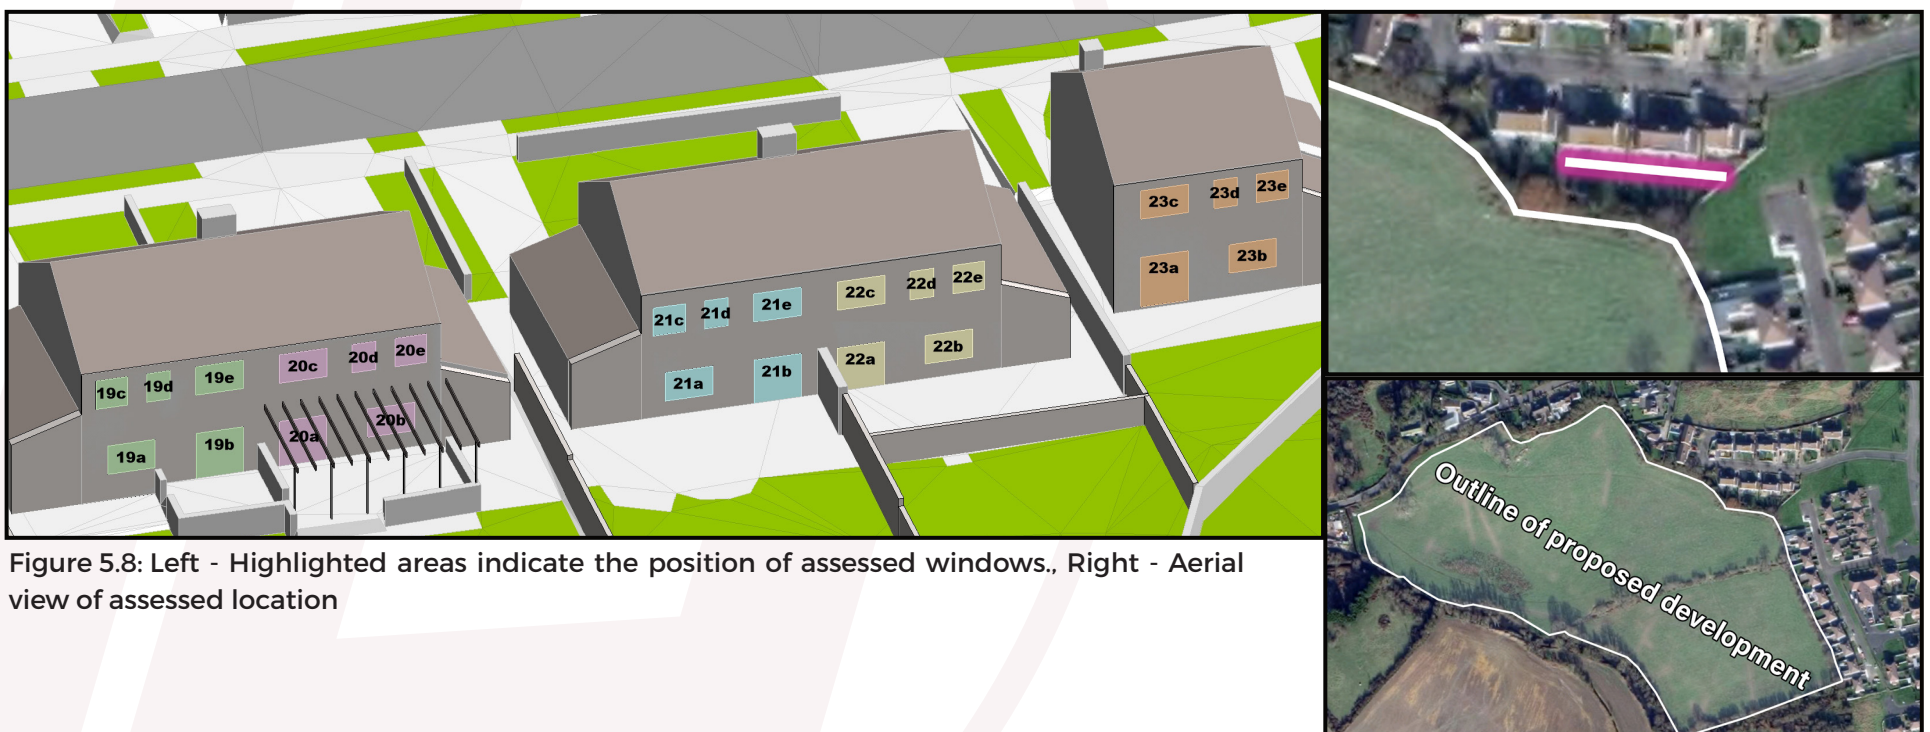 19c
19d
19e
20c
20d
20e
19a
19b
20a
20b
21c
21d
21e
22c
22d
22e
21a
21b
22a
22b
23c
23d
23e
23a
23b
Outline of proposed development
Figure 5.8: Left - Highlighted areas indicate the position of assessed windows., Right - Aerial
view of assessed location